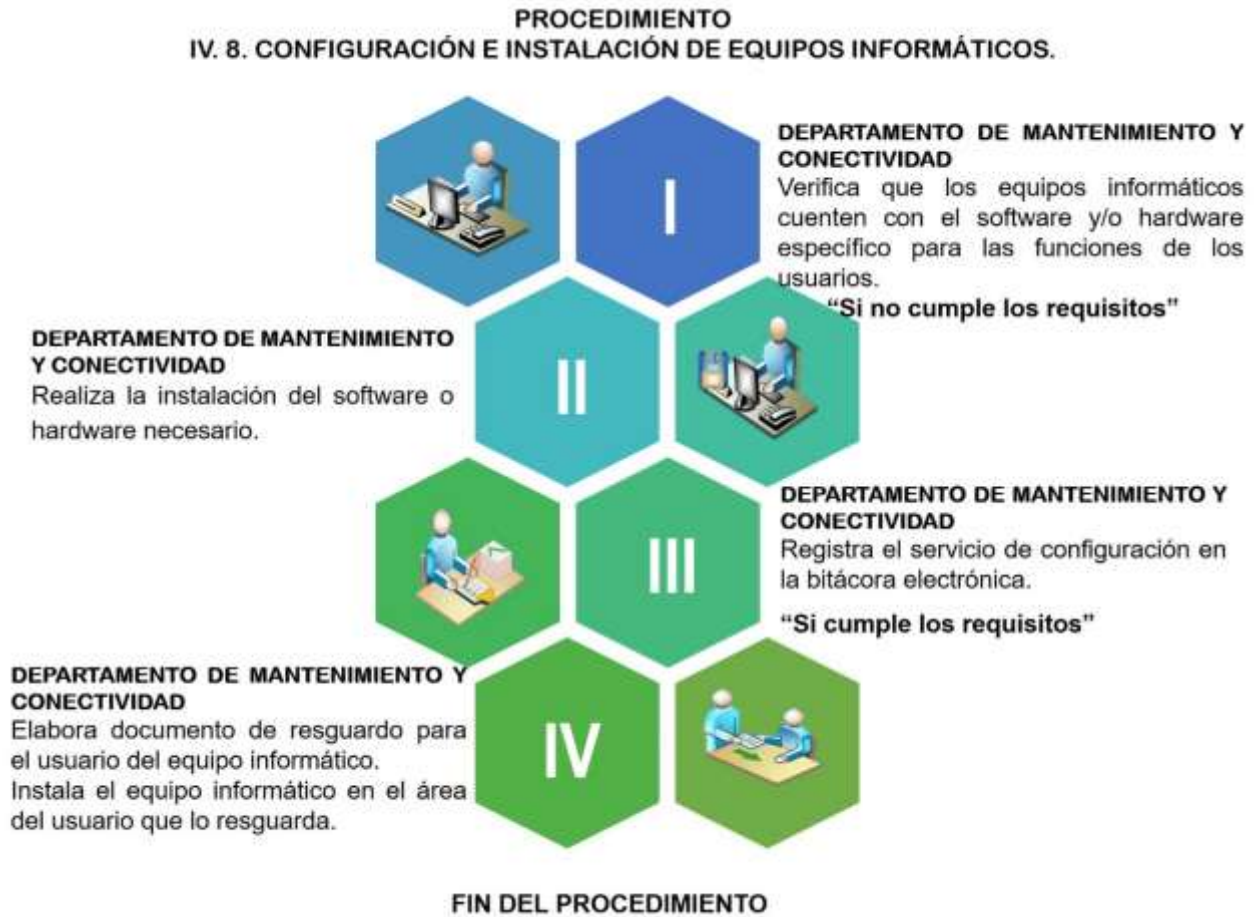 PROCEDIMIENTO
IV. 8. CONFIGURACIÓN E INSTALACIÓN DE EQUIPOS INFORMÁTICOS.
I
DEPARTAMENTO DE MANTENIMIENTO Y
CONECTIVIDAD
Verifica que los equipos informáticos
cuenten con el software y/o hardware
específico para las funciones de los
usuarios.
“Si no cumple los requisitos”
DEPARTAMENTO DE MANTENIMIENTO
Y CONECTIVIDAD
Realiza la instalación del software o
hardware necesario.
II
III
DEPARTAMENTO DE MANTENIMIENTO Y
CONECTIVIDAD
Registra el servicio de configuración en
la bitácora electrónica.
“Si cumple los requisitos”
DEPARTAMENTO DE MANTENIMIENTO Y
CONECTIVIDAD
Elabora documento de resguardo para
el usuario del equipo informático.
Instala el equipo informático en el área
del usuario que lo resguarda.
IV
FIN DEL PROCEDIMIENTO